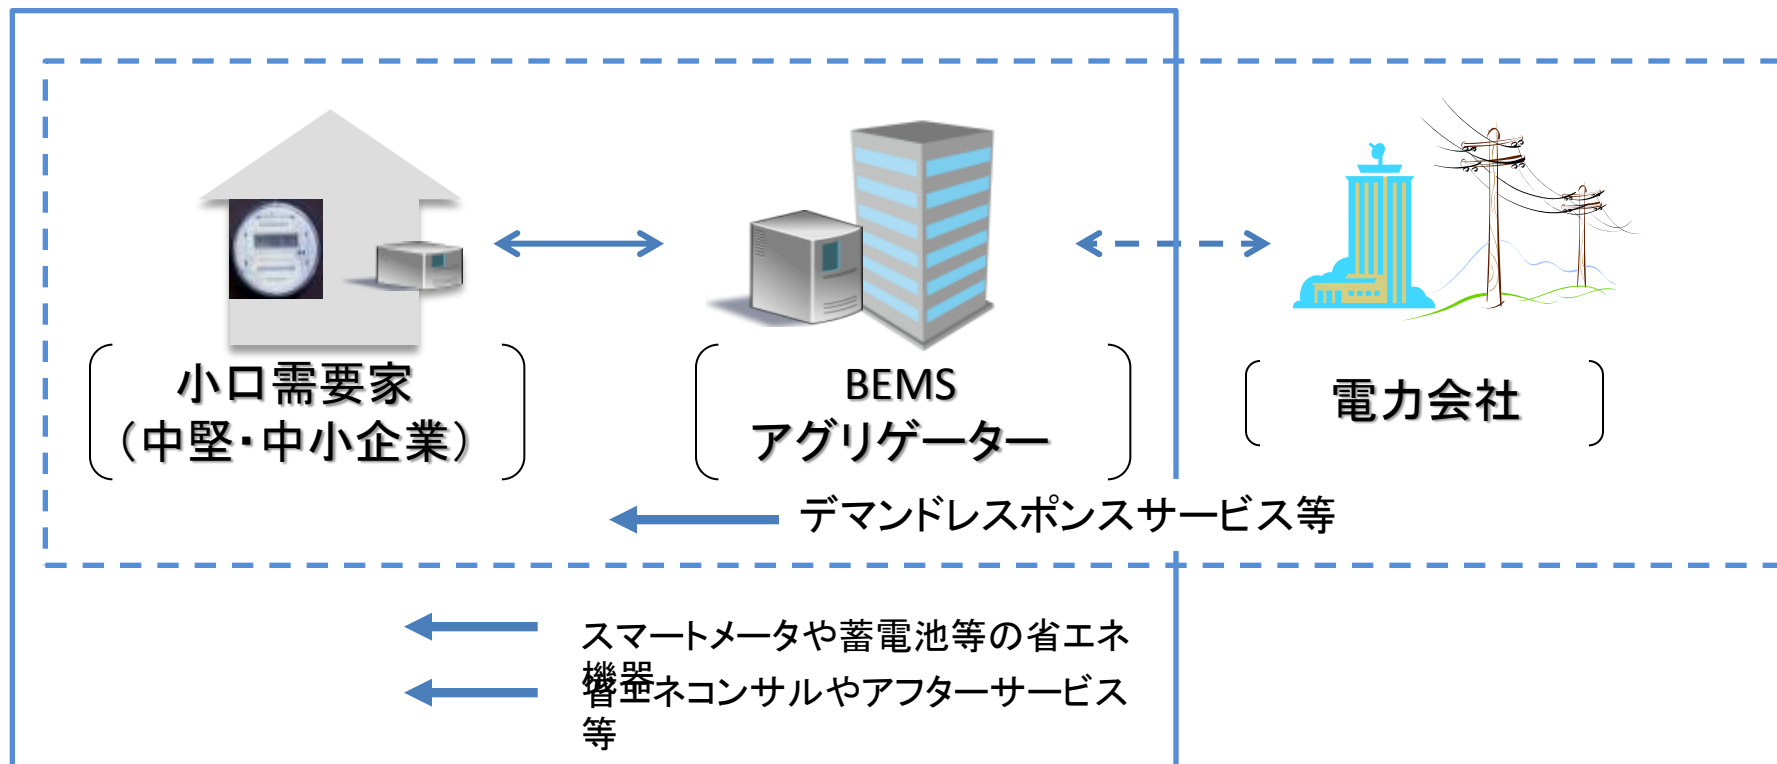 小口需要家
（中堅・中小企業）
BEMS
アグリゲーター
電力会社
デマンドレスポンスサービス等
スマートメータや蓄電池等の省エネ
機器
省エネコンサルやアフターサービス
等